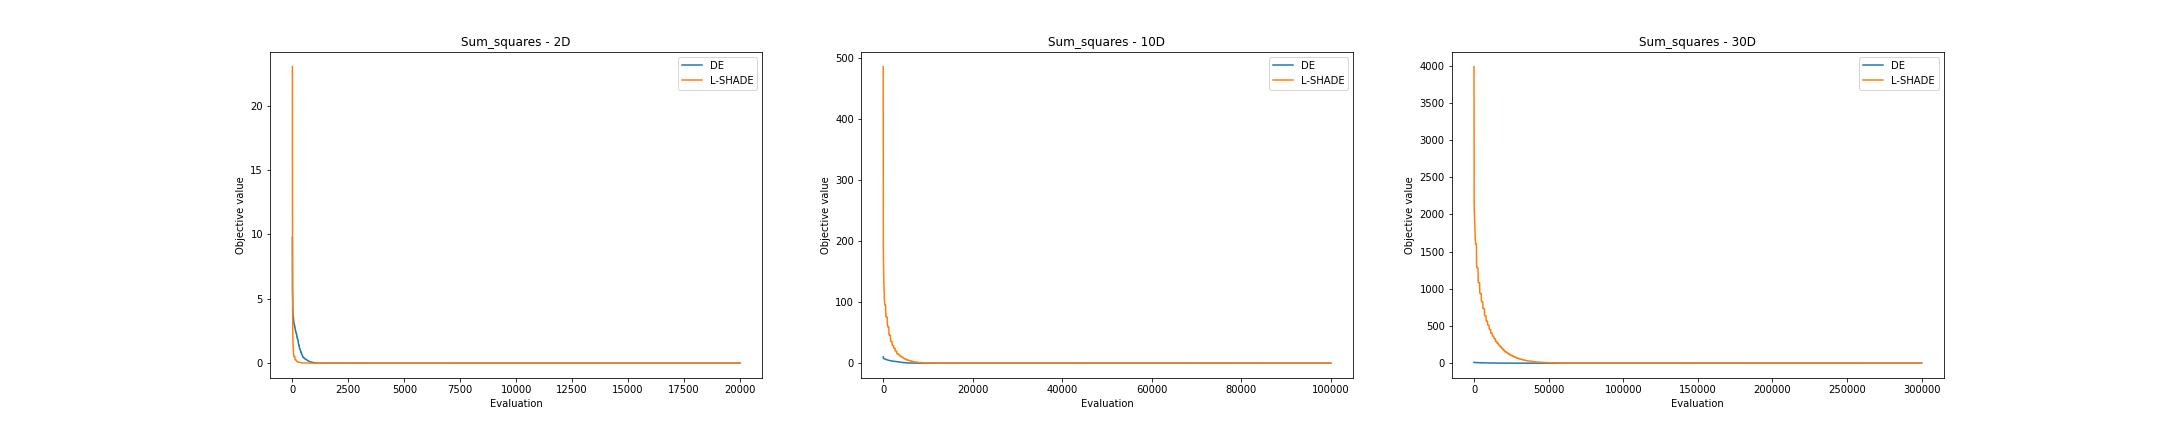 Sum_squares - 2D
DE
L-SHADE
20
15
10
5
0
Objective value
0
2500
5000
7500
10000
12500
15000
17500
20000
Evaluation
Sum_squares - 10D
DE
L-SHADE
500
400
300
200
100
0
Objective value
0
20000
40000
60000
80000
100000
Evaluation
Sum_squares - 30D
DE
L-SHADE
4000
3500
3000
2500
2000
1500
1000
500
0
Objective value
0
50000
100000
150000
200000
250000
300000
Evaluation